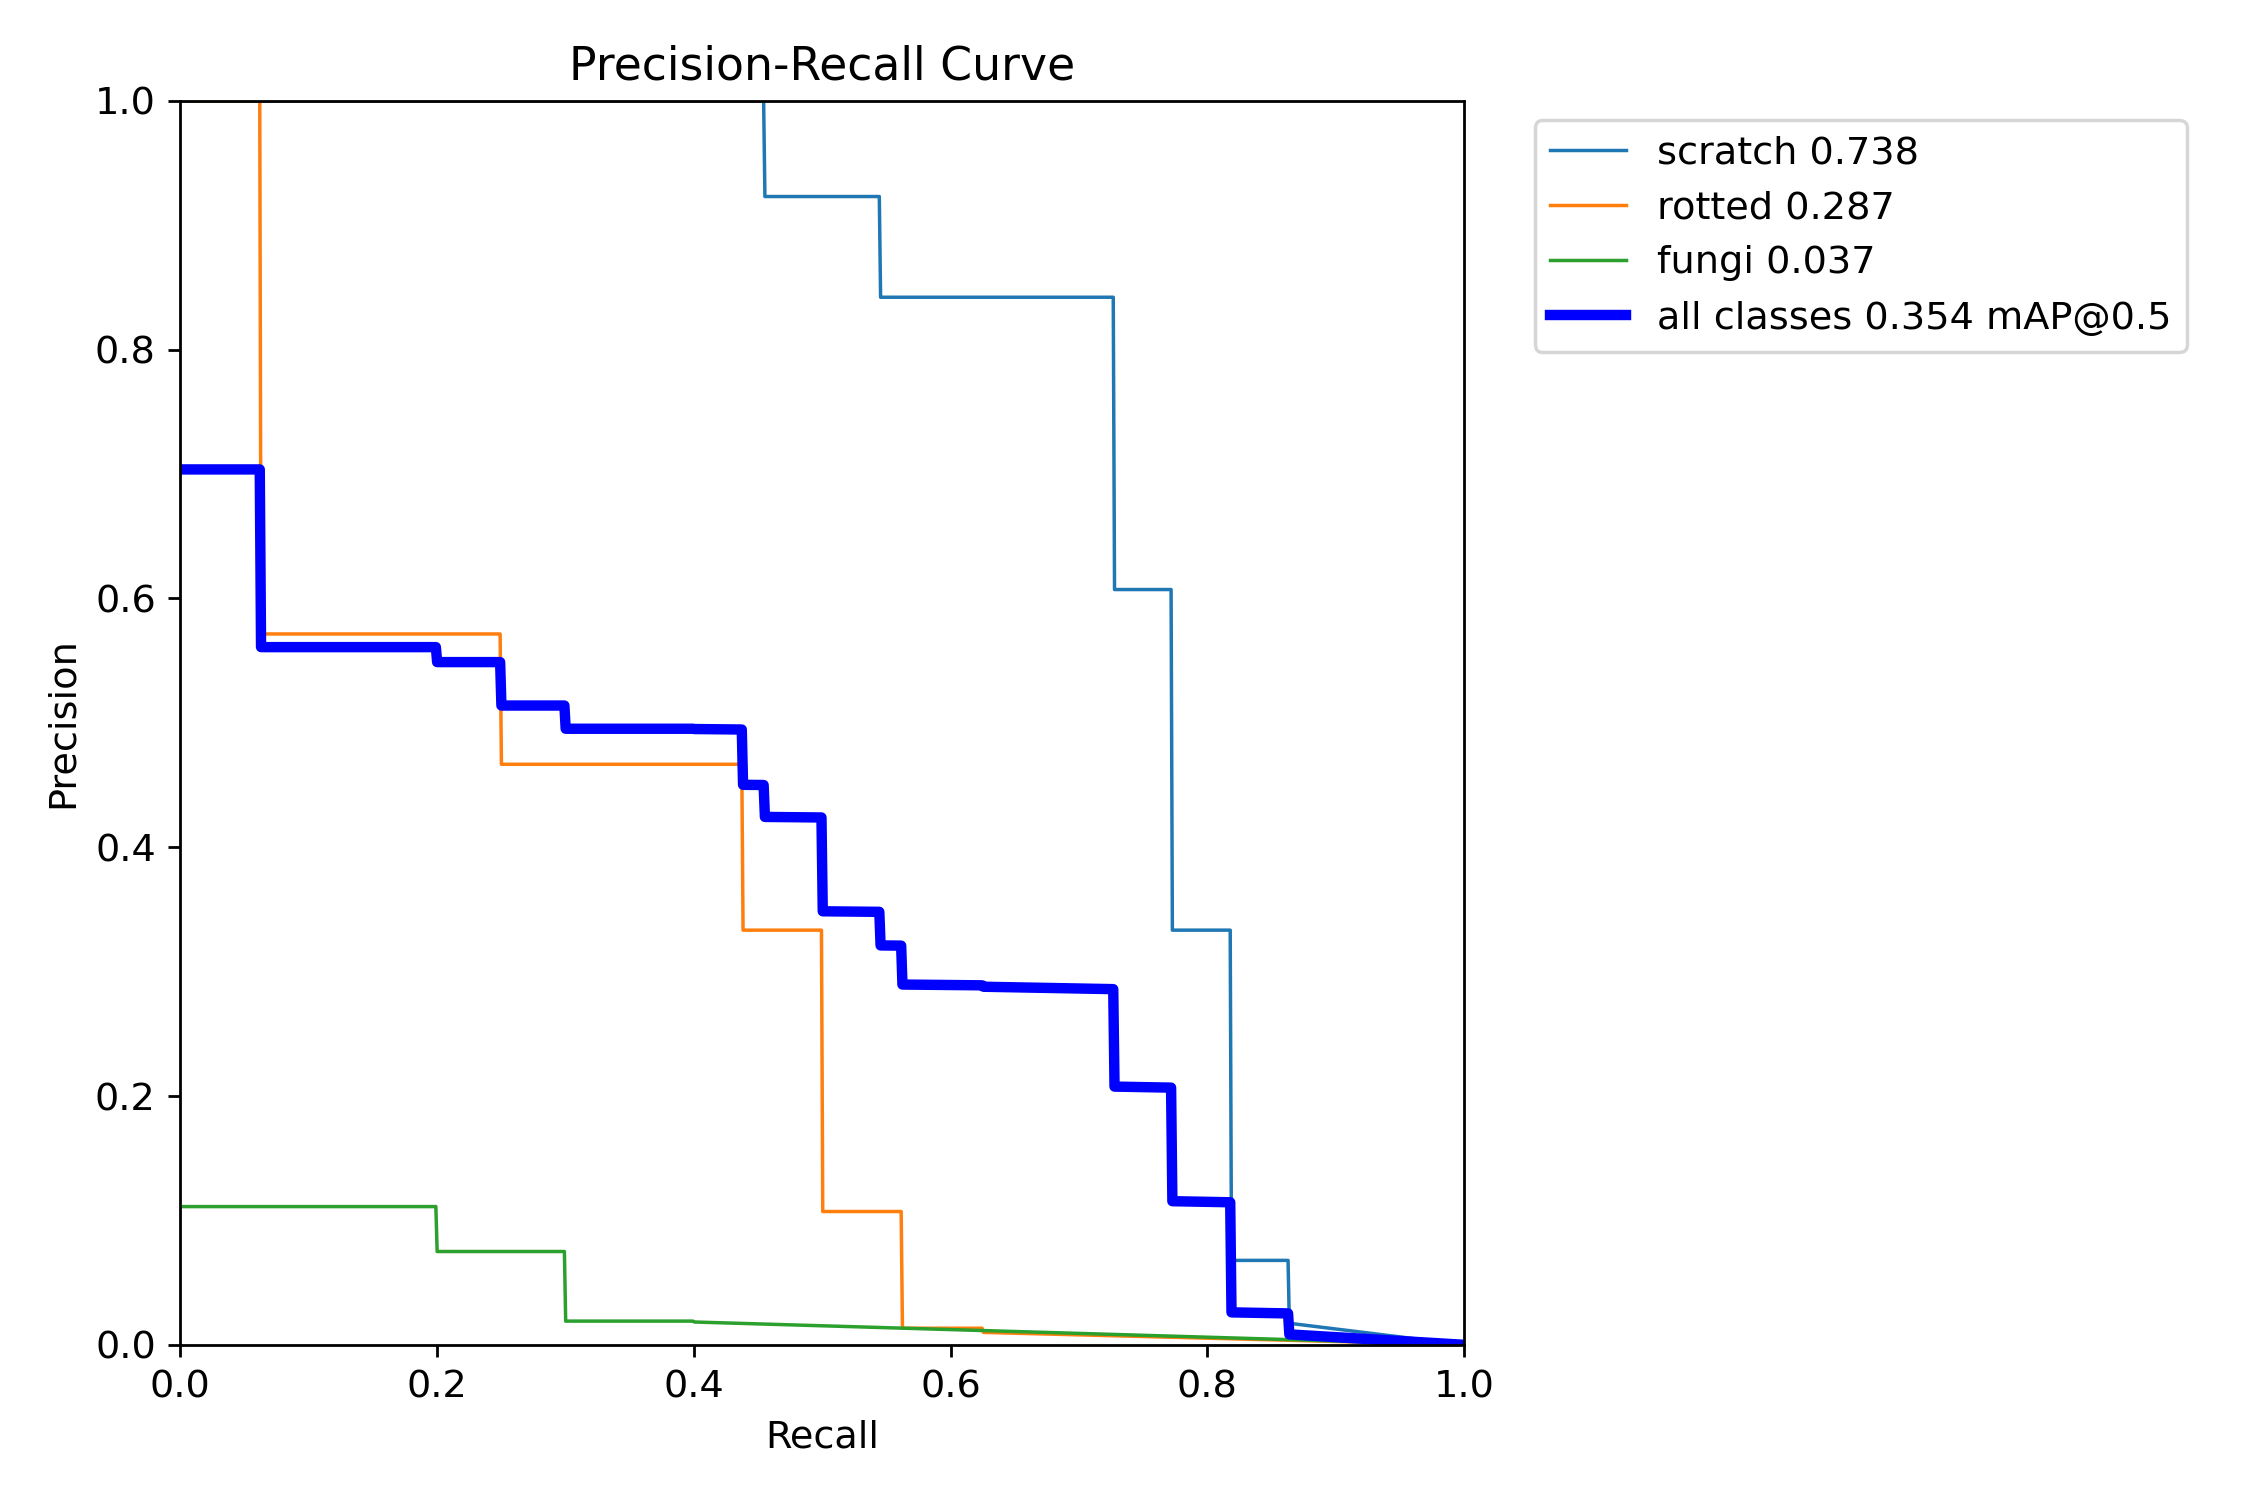 Precision-Recall Curve
1.0
0.8
0.6
0.4
0.2
0.0
Precision
0.0 0.2 0.4 0.6 0.8 1.0
Recall
scratch 0.738
rotted 0.287
fungi 0.037
all classes 0.354 mAP@0.5